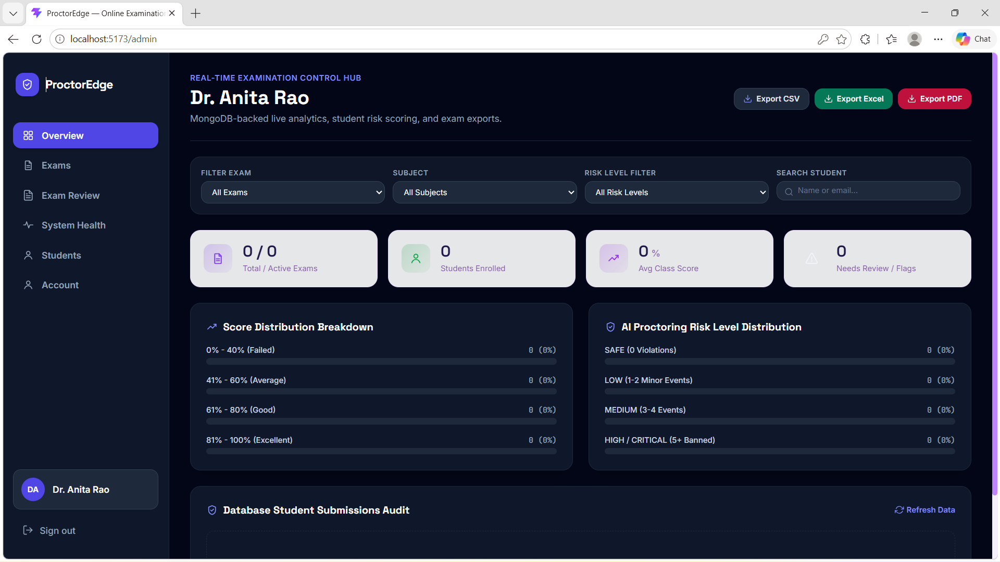 ProctorEdge — Online Examination
localhost:5173/admin
Chat
ProctorEdge
Overview
Exams
Exam Review
System Health
Students
Account
DA
Dr. Anita Rao
Sign out
REAL-TIME EXAMINATION CONTROL HUB
Dr. Anita Rao
MongoDB-backed live analytics, student risk scoring, and exam exports.
Export CSV
Export Excel
Export PDF
FILTER EXAM
All Exams
SUBJECT
All Subjects
RISK LEVEL FILTER
All Risk Levels
SEARCH STUDENT
Name or email...
0 / 0
Total / Active Exams
0
Students Enrolled
0 %
Avg Class Score
0
Needs Review / Flags
Score Distribution Breakdown
0% - 40% (Failed) 0 (0%)
41% - 60% (Average) 0 (0%)
61% - 80% (Good) 0 (0%)
81% - 100% (Excellent) 0 (0%)
AI Proctoring Risk Level Distribution
SAFE (0 Violations) 0 (0%)
LOW (1-2 Minor Events) 0 (0%)
MEDIUM (3-4 Events) 0 (0%)
HIGH / CRITICAL (5+ Banned) 0 (0%)
Database Student Submissions Audit
Refresh Data